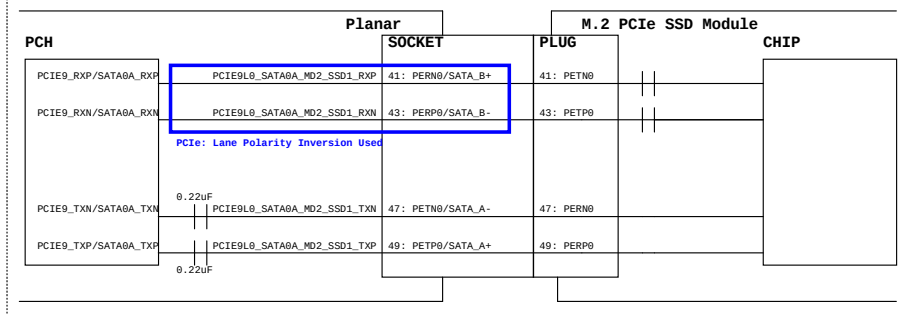 Planar M.2 PCIe SSD Module
PCH SOCKET PLUG CHIP
PCIE9_RXP/SATA0A_RXP PCIE9L0_SATA0A_MD2_SSD1_RXP 41: PERN0/SATA_B+ 41: PETN0
PCIE9_RXN/SATA0A_RXN PCIE9L0_SATA0A_MD2_SSD1_RXN 43: PERP0/SATA_B- 43: PETP0
PCIe: Lane Polarity Inversion Used
0.22uF
PCIE9_TXN/SATA0A_TXN PCIE9L0_SATA0A_MD2_SSD1_TXN 47: PETN0/SATA_A- 47: PERN0
PCIE9_TXP/SATA0A_TXP PCIE9L0_SATA0A_MD2_SSD1_TXP 49: PETP0/SATA_A+ 49: PERP0
0.22uF